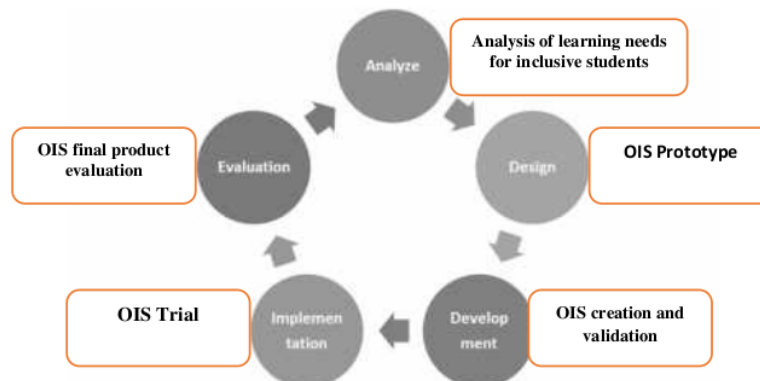 Analyze
Analysis of learning needs
for inclusive students
Design
OIS Prototype
Develop
ment
OIS creation and
validation
Implemen
tation
OIS Trial
Evaluation
OIS final product
evaluation